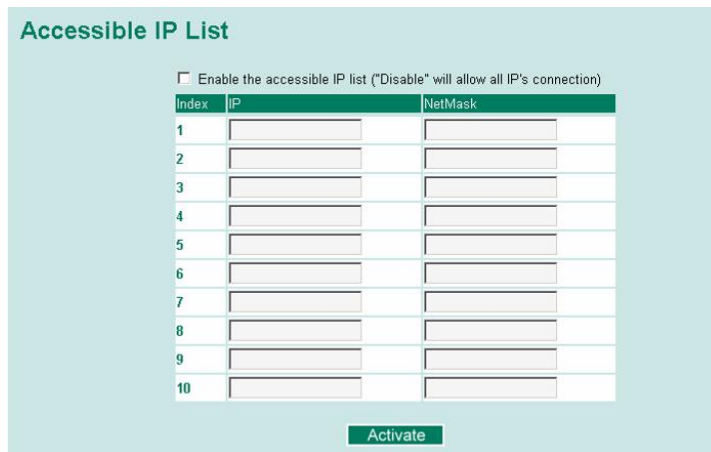 Accessible IP List
Enable the accessible IP list ("Disable" will allow all IP's connection)
Index IP NetMask
1
2
3
4
5
6
7
8
9
10
Activate